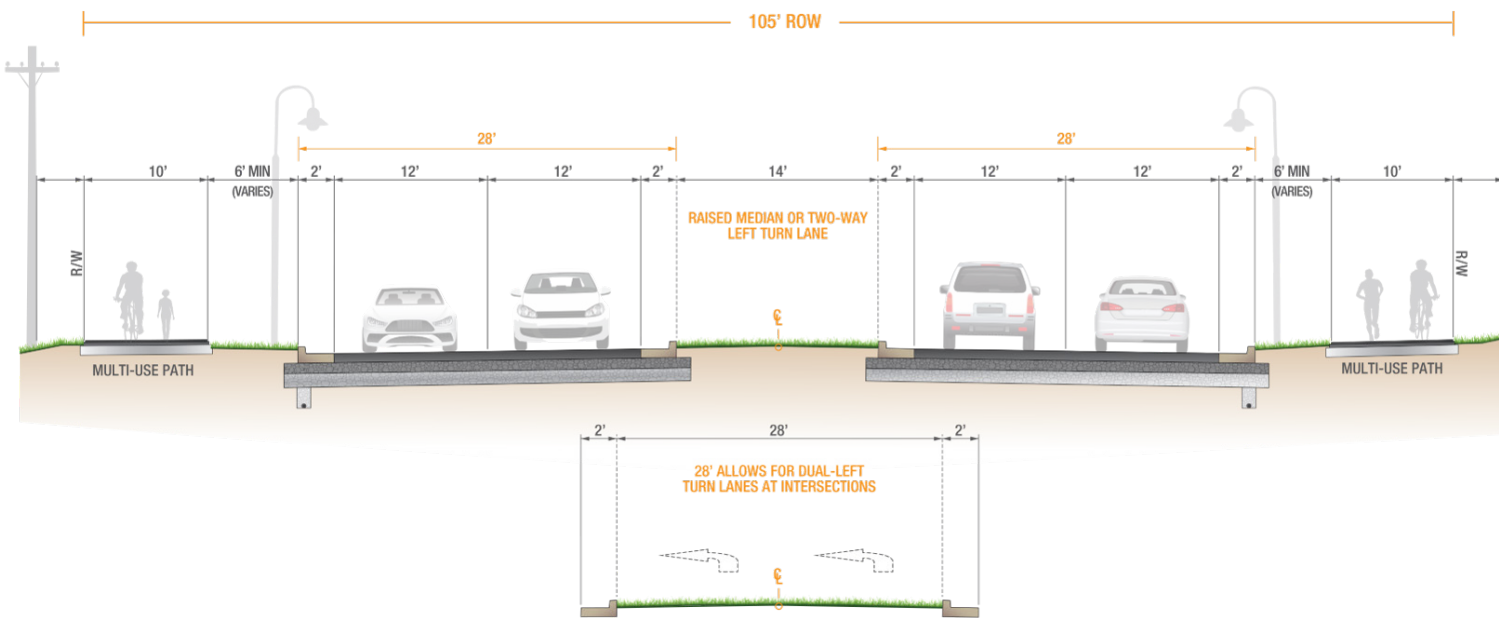 105' ROW
28'
28'
10'
6' MIN
(VARIES)
2'
12'
12'
2'
14'
2'
12'
12'
2'
6' MIN
(VARIES)
10'
RAISED MEDIAN OR TWO-WAY
LEFT TURN LANE
R/W
R/W
℄
MULTI-USE PATH
MULTI-USE PATH
2'
28'
2'
28' ALLOWS FOR DUAL-LEFT
TURN LANES AT INTERSECTIONS
℄